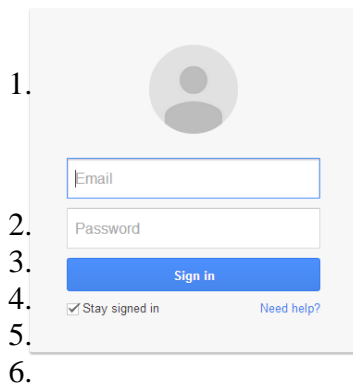 1.
Email
2.
Password
3.
Sign in
4.
Stay signed in Need help?
5.
6.